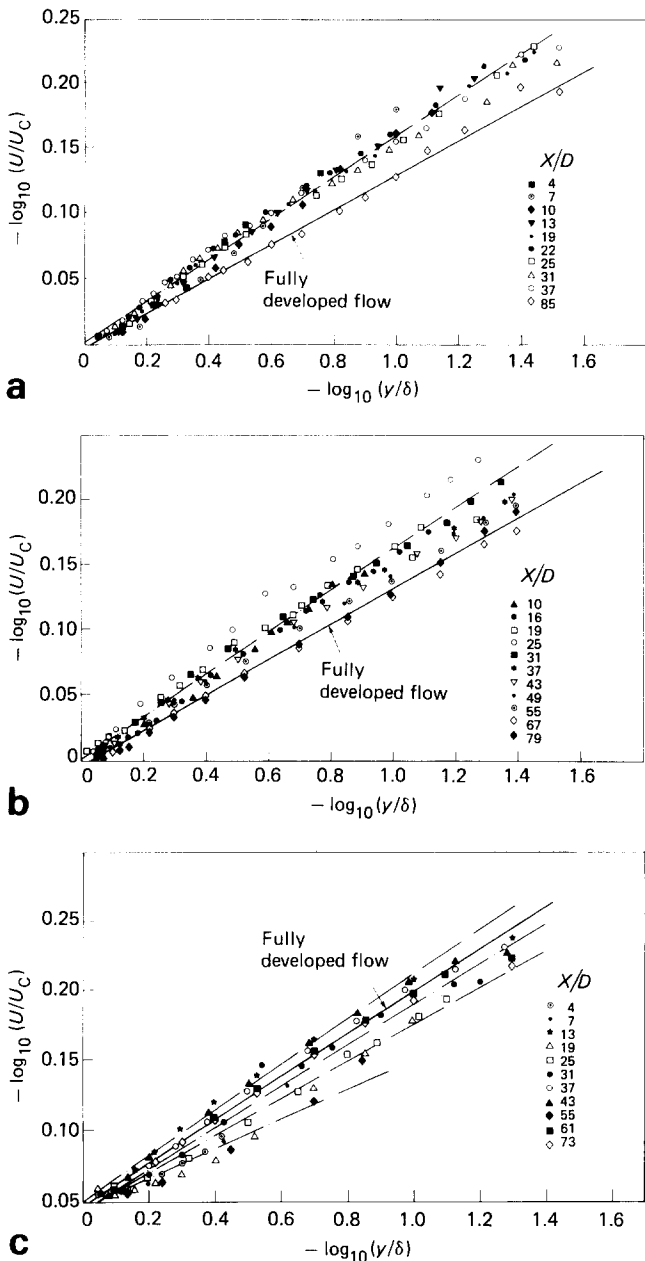 0.25
0.20
0.15
0.10
0.05
− log10 (U/UC)
X/D
4
7
10
13
19
22
25
31
37
85
Fully
developed flow
0.2 0.4 0.6 0.8 1.0 1.2 1.4 1.6
− log10 (y/δ)
a
0.20
0.15
0.10
0.05
0
− log10 (U/UC)
X/D
10
16
19
25
31
37
43
49
55
67
79
Fully
developed flow
0 0.2 0.4 0.6 0.8 1.0 1.2 1.4 1.6
− log10 (y/δ)
b
0.25
0.20
0.15
0.10
0.05
− log10 (U/UC)
Fully
developed flow
X/D
4
7
13
19
25
31
37
43
55
61
73
0 0.2 0.4 0.6 0.8 1.0 1.2 1.4 1.6
− log10 (y/δ)
c